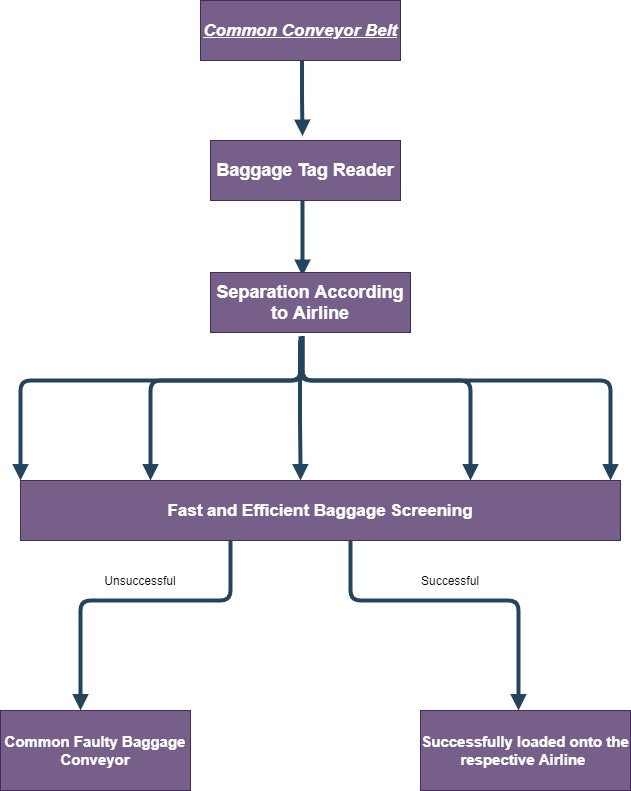 Common Conveyor Belt
Baggage Tag Reader
Separation According
to Airline
Fast and Efficient Baggage Screening
Unsuccessful
Successful
Common Faulty Baggage
Conveyor
Successfully loaded onto the
respective Airline